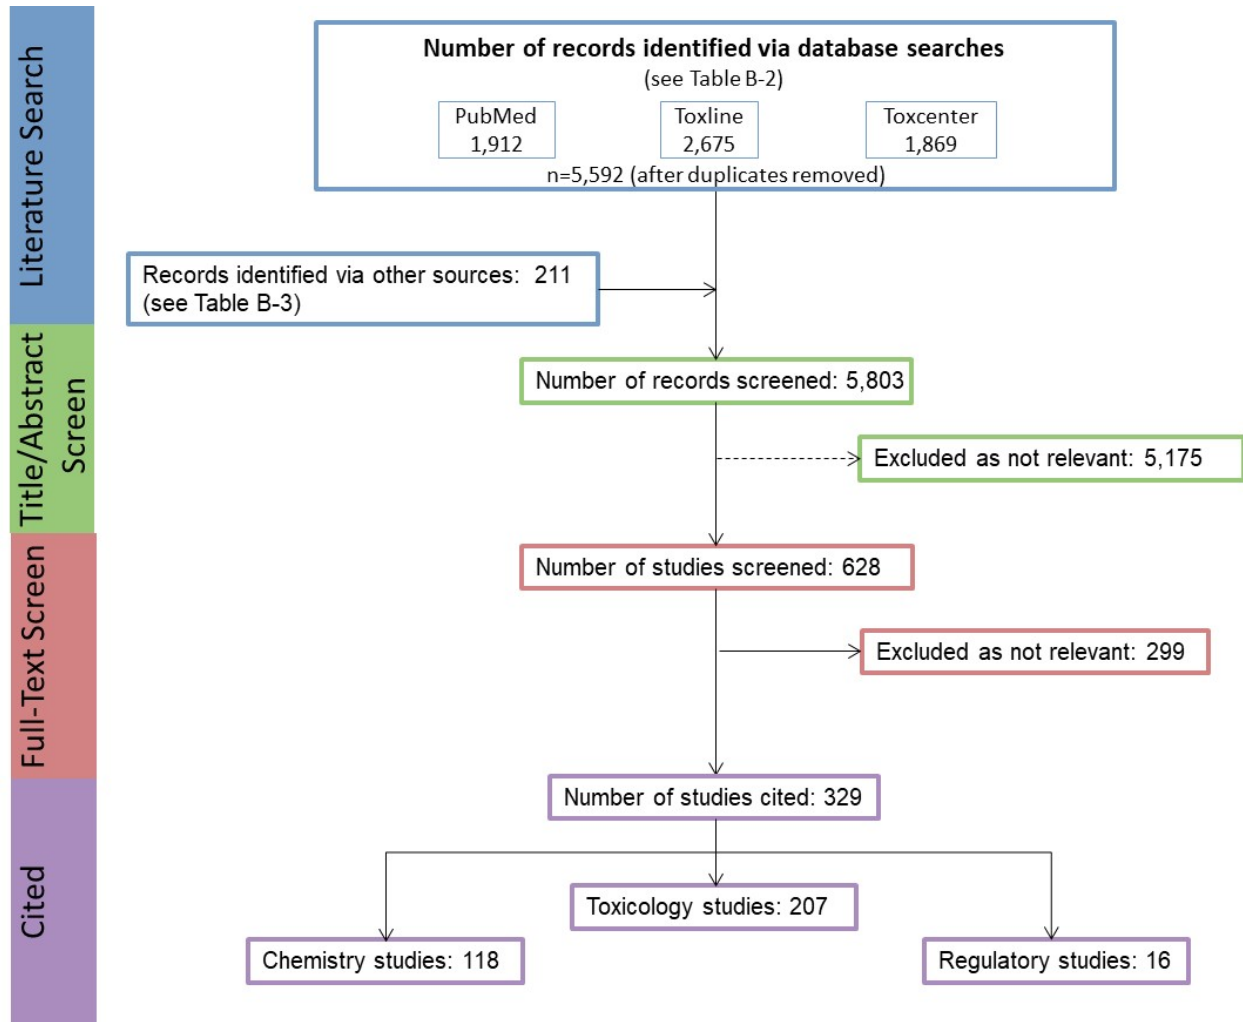 Literature Search
Number of records identified via database searches
(see Table B-2)
PubMed
1,912
Toxline
2,675
Toxcenter
1,869
n=5,592 (after duplicates removed)
Records identified via other sources: 211
(see Table B-3)
Title/Abstract
Screen
Number of records screened: 5,803
Excluded as not relevant: 5,175
Full-Text Screen
Number of studies screened: 628
Excluded as not relevant: 299
Cited
Number of studies cited: 329
Toxicology studies: 207
Chemistry studies: 118
Regulatory studies: 16